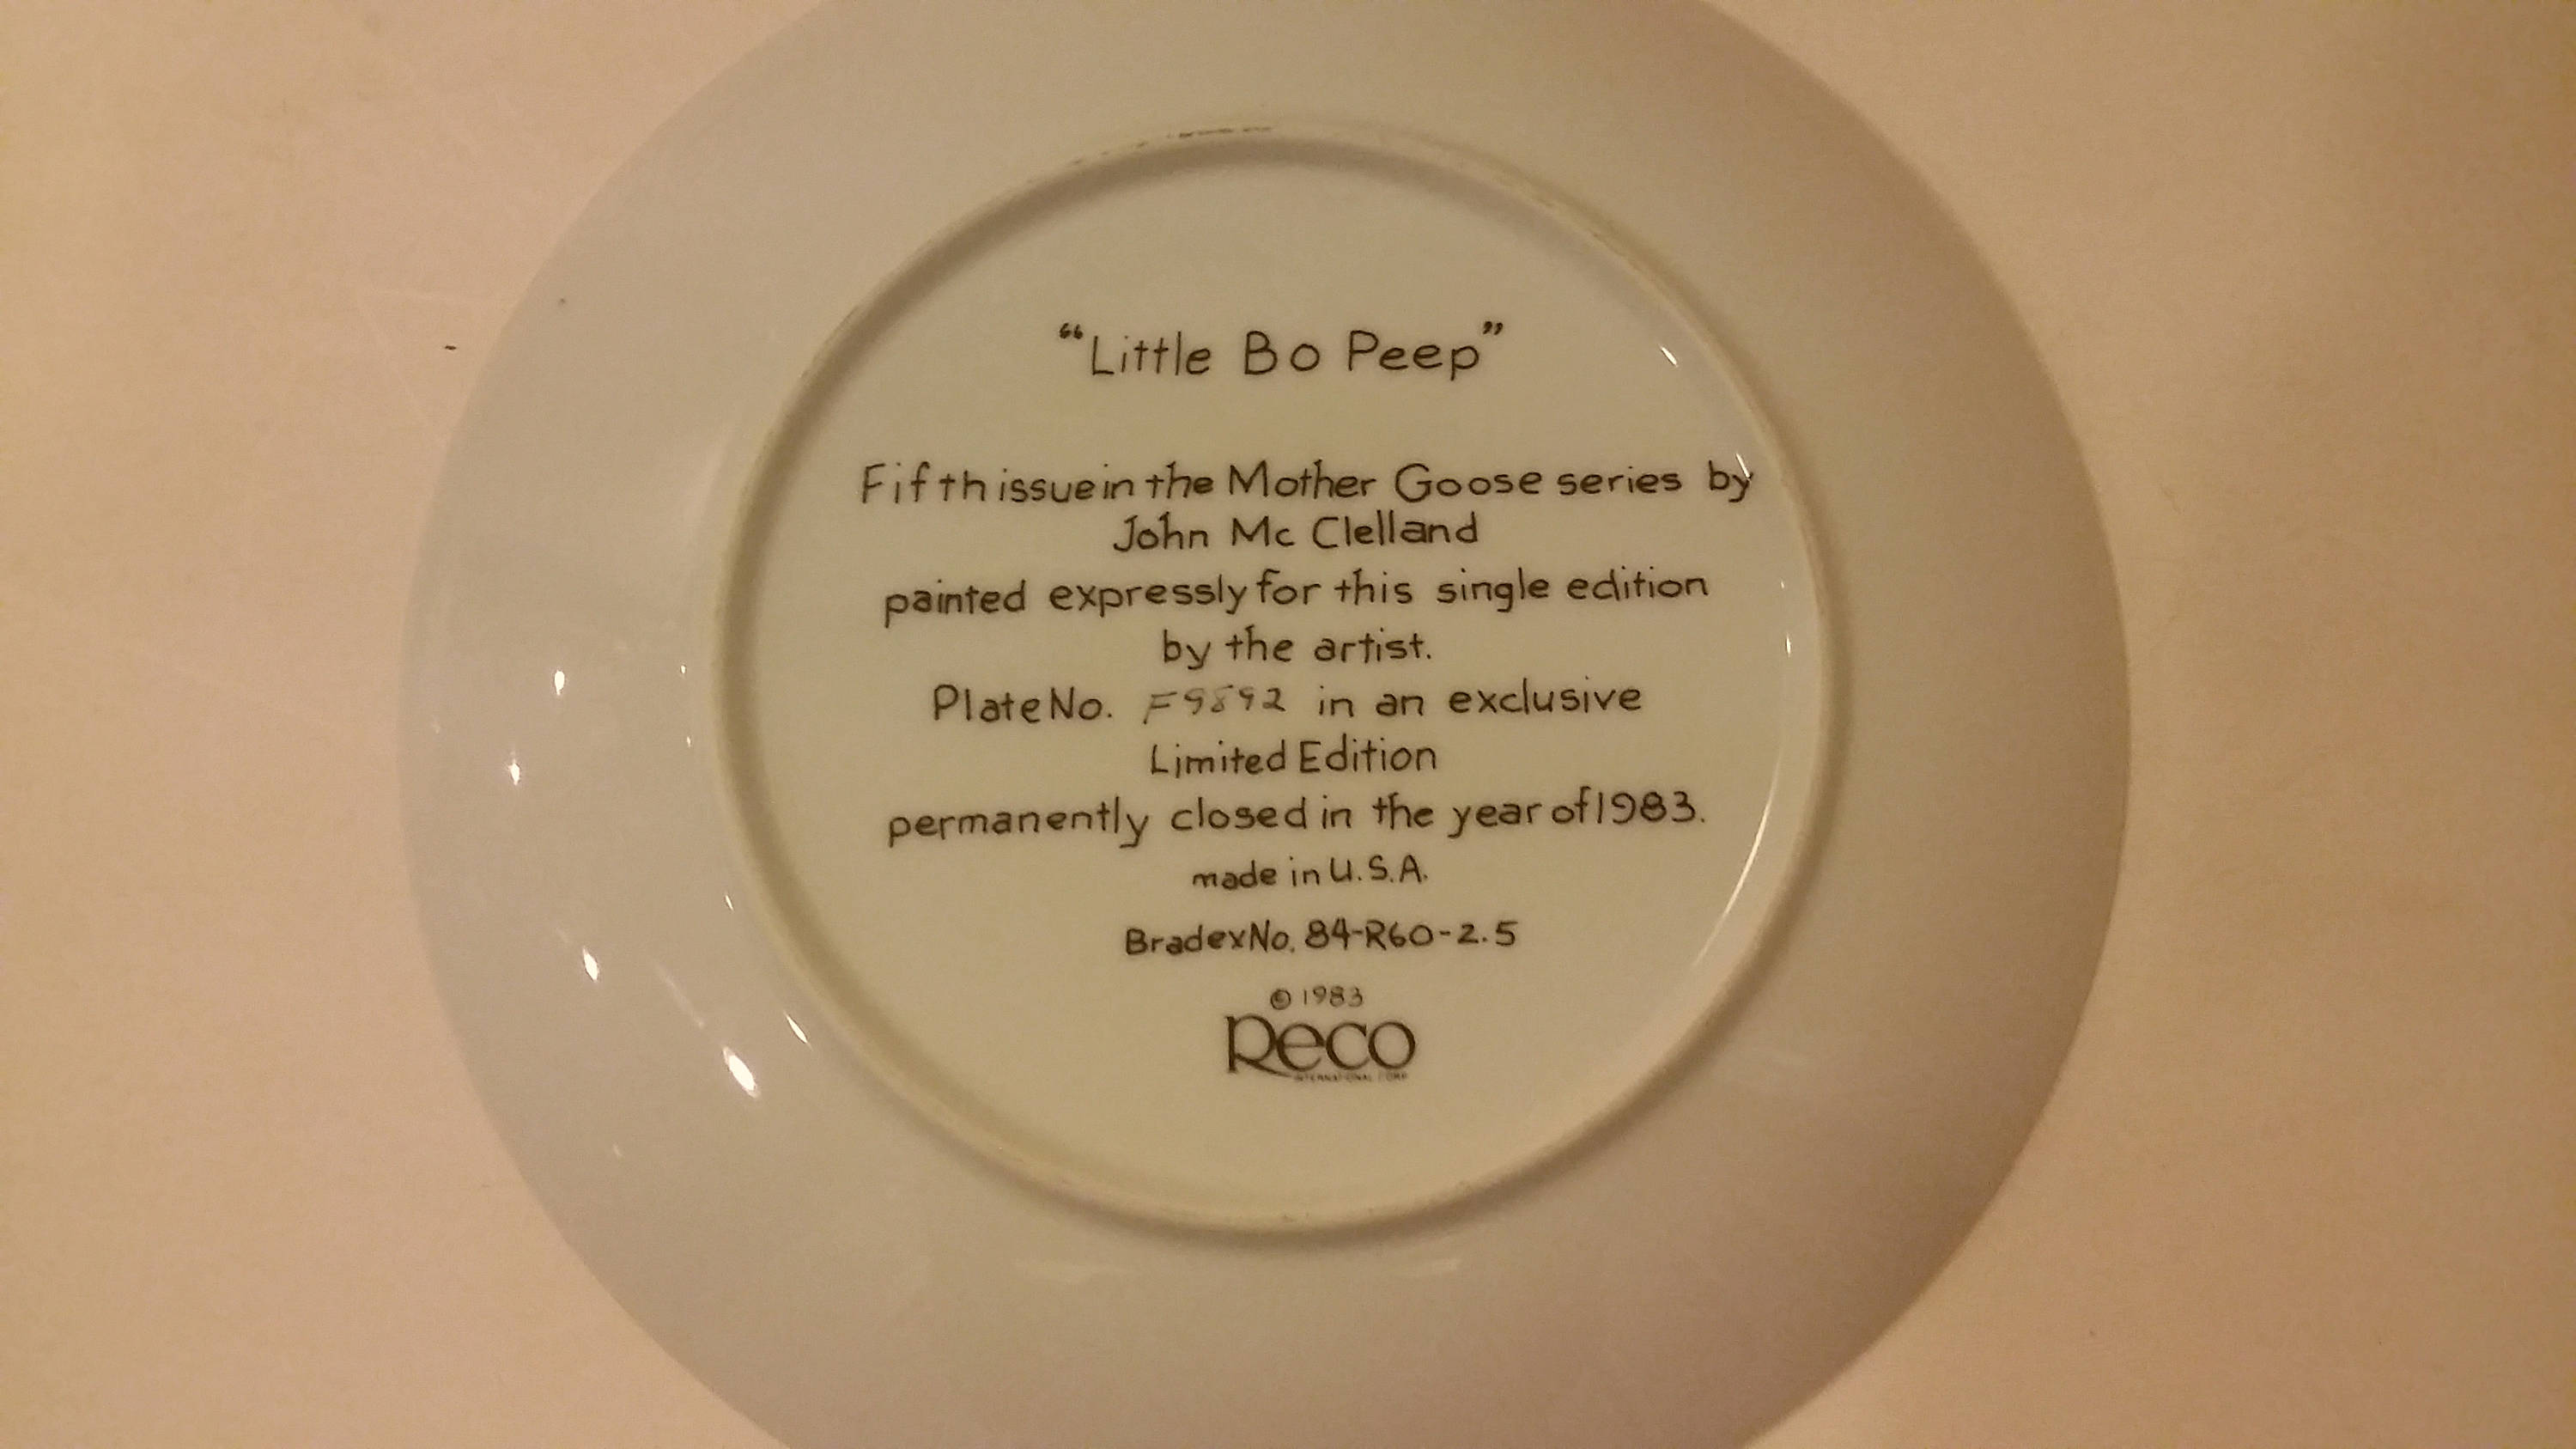 “Little Bo Peep”
Fifth issue in the Mother Goose series by
John Mc Clelland
painted expressly for this single edition
by the artist.
Plate No. F9892 in an exclusive
Limited Edition
permanently closed in the year of 1983.
made in U.S.A.
Bradex No. 84-R60-2.5
© 1983
Reco
INTERNATIONAL CORP.